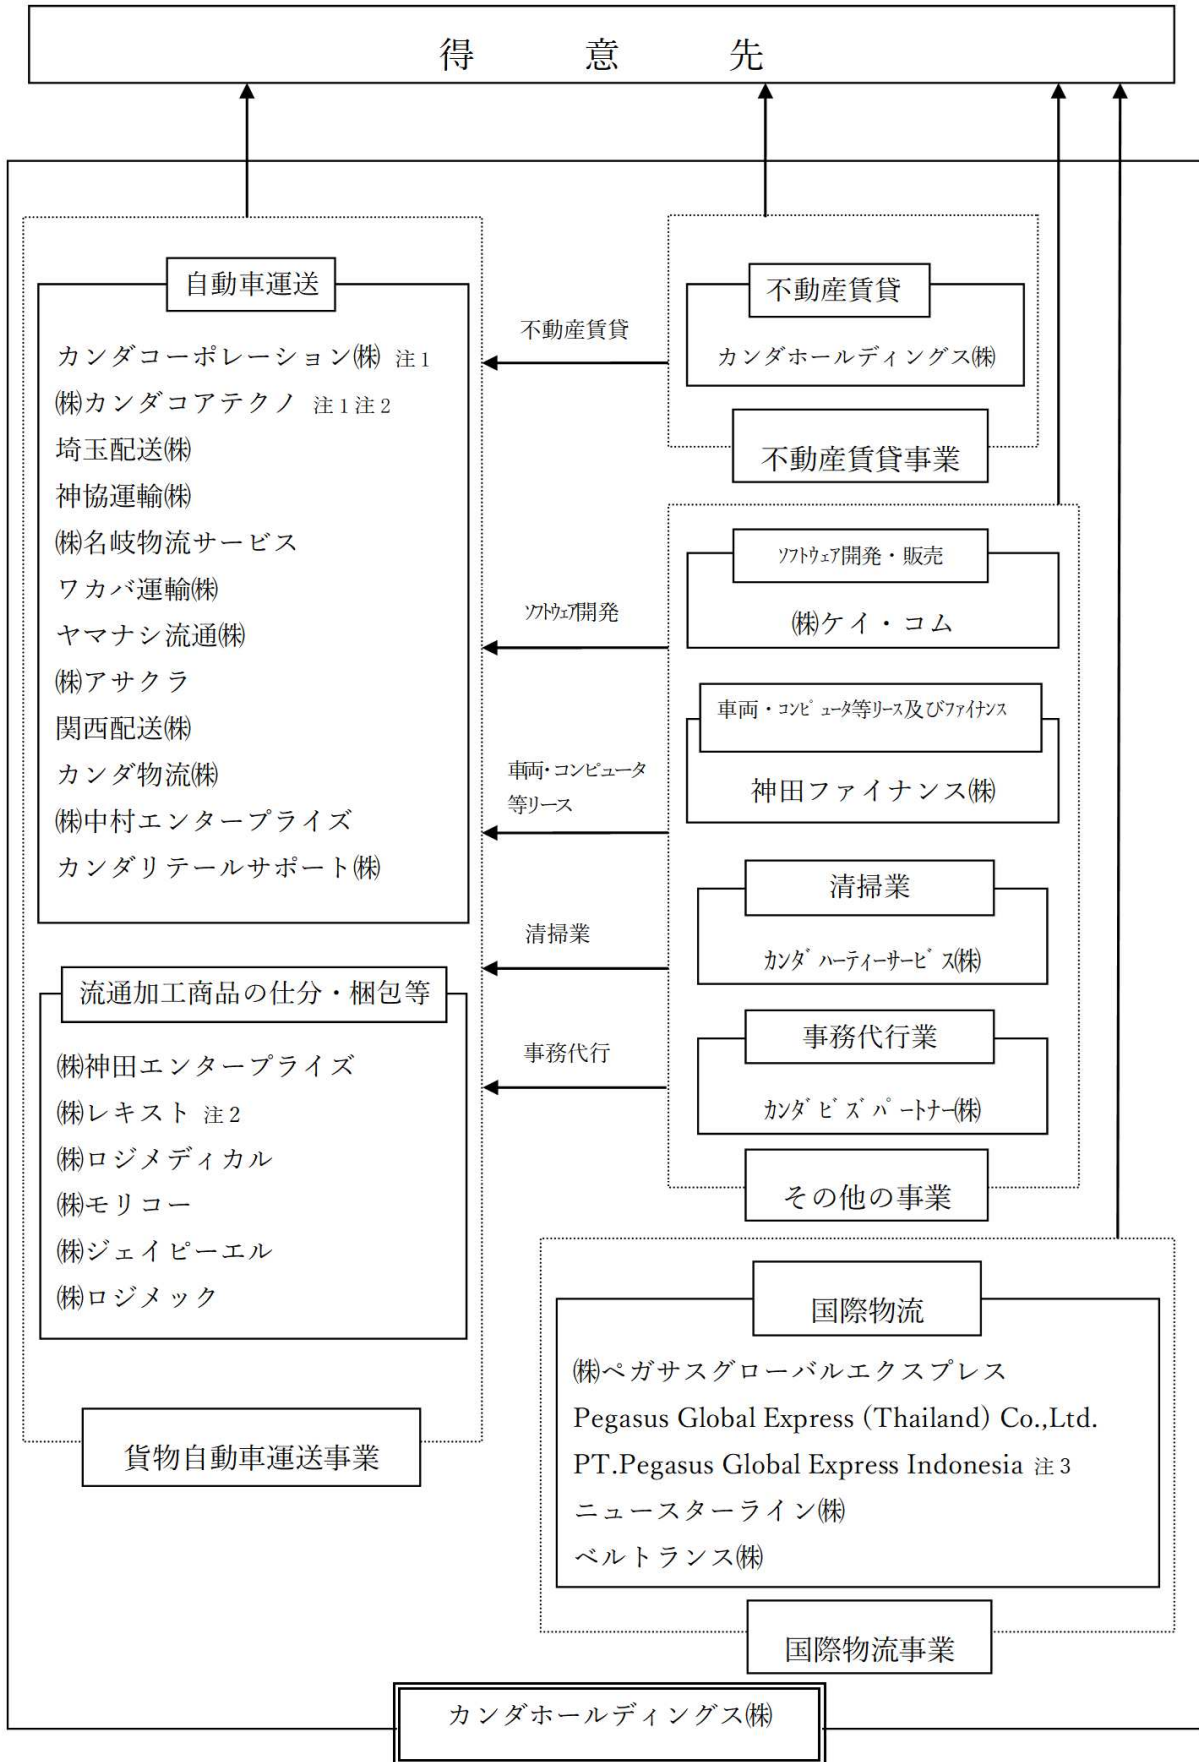 得意先
自動車運送
カンダコーポレーション㈱ 注１
㈱カンダコアテクノ 注１注２
埼玉配送㈱
神協運輸㈱
㈱名岐物流サービス
ワカバ運輸㈱
ヤマナシ流通㈱
㈱アサクラ
関西配送㈱
カンダ物流㈱
㈱中村エンタープライズ
カンダリテールサポート㈱
流通加工商品の仕分・梱包等
㈱神田エンタープライズ
㈱レキスト 注２
㈱ロジメディカル
㈱モリコー
㈱ジェイピーエル
㈱ロジメック
貨物自動車運送事業
不動産賃貸
ソフトウェア開発
車両・コンピュータ
等リース
清掃業
事務代行
不動産賃貸
カンダホールディングス㈱
不動産賃貸事業
ソフトウェア開発・販売
㈱ケイ・コム
車両・コンピュータ等リース及びファイナンス
神田ファイナンス㈱
清掃業
カンダハーティーサービス㈱
事務代行業
カンダビズパートナー㈱
その他の事業
国際物流
㈱ペガサスグローバルエクスプレス
Pegasus Global Express (Thailand) Co.,Ltd.
PT.Pegasus Global Express Indonesia 注３
ニュースターライン㈱
ベルトランス㈱
国際物流事業
カンダホールディングス㈱